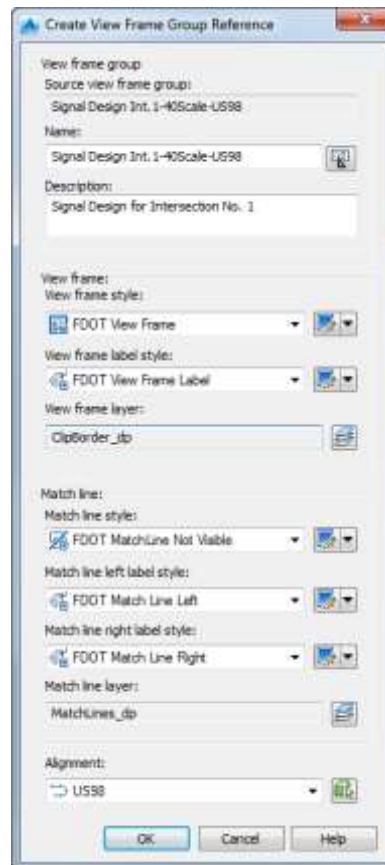 Create View Frame Group Reference
View frame group
Source view frame group:
Signal Design Int. 1-40Scale-US98
Name:
Signal Design Int. 1-40Scale-US98
Description:
Signal Design for Intersection No. 1
View frame:
View frame style:
FDOT View Frame
View frame label style:
FDOT View Frame Label
View frame layer:
ClipBorder_dp
Match line:
Match line style:
FDOT MatchLine Not Visible
Match line left label style:
FDOT Match Line Left
Match line right label style:
FDOT Match Line Right
Match line layer:
MatchLines_dp
Alignment:
US98
OK Cancel Help